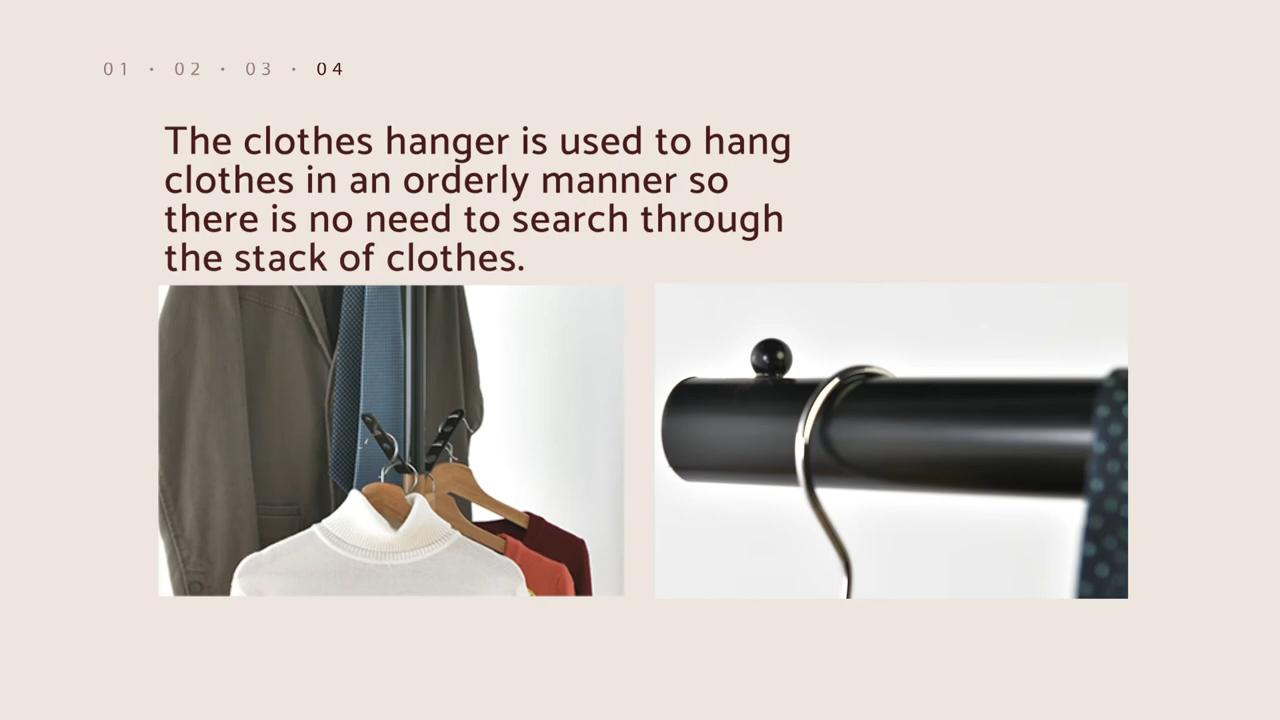 01 · 02 · 03 · 04
The clothes hanger is used to hang
clothes in an orderly manner so
there is no need to search through
the stack of clothes.